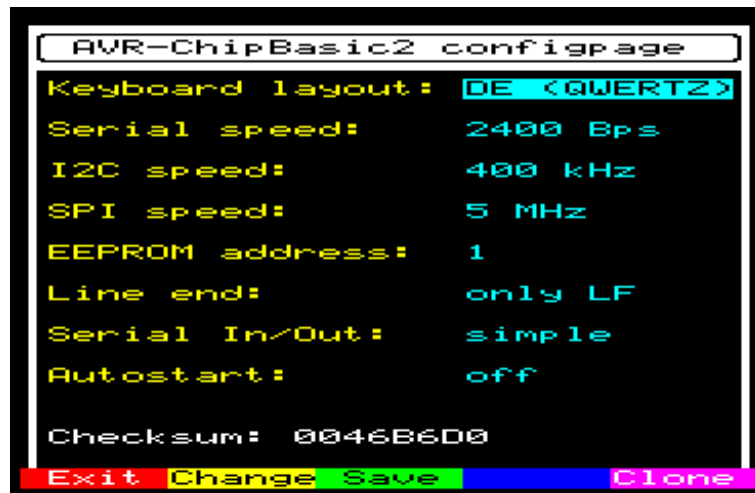 AVR-ChipBasic2 configpage
Keyboard layout: DE (QWERTZ)
Serial speed: 2400 Bps
I2C speed: 400 kHz
SPI speed: 5 MHz
EEPROM address: 1
Line end: only LF
Serial In/Out: simple
Autostart: off
Checksum: 0046B6D0
Exit Change Save Clone